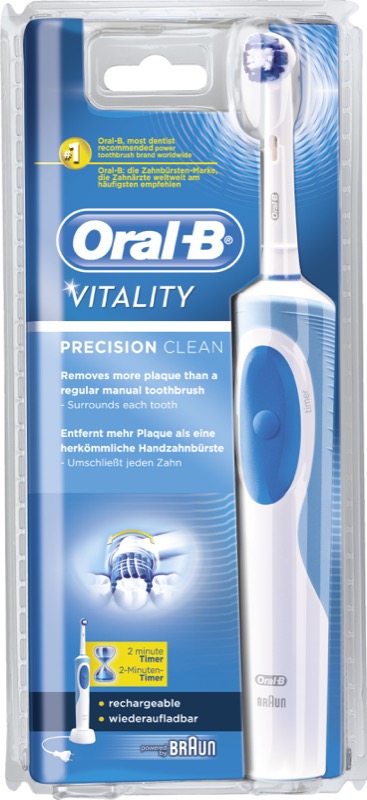 #1
Oral-B, most dentist
recommended power
toothbrush brand worldwide
Oral-B: die Zahnbürsten-Marke,
die Zahnärzte weltweit am
häufigsten empfehlen
Oral-B®
VITALITY
PRECISION CLEAN
Removes more plaque than a
regular manual toothbrush
- Surrounds each tooth
Entfernt mehr Plaque als eine
herkömmliche Handzahnbürste
- Umschließt jeden Zahn
2 minute
Timer
2-Minuten-
Timer
• rechargeable
• wiederaufladbar
powered by BRAUN
Oral-B
timer
Oral-B
BRAUN